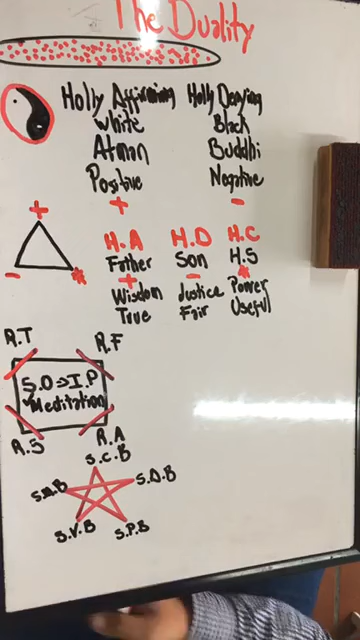 The Duality
Holly Affirming Holly Denying
White Black
Atman Buddhi
Positive Negative
+ -
+
- *
H.A H.D H.C
Father Son H.S
+ - *
Wisdom Justice Power
True Fair Useful
R.T R.F
S.O⇒I.P
Meditation
R.S R.A
S.C.B
S.M.B S.D.B
S.V.B S.P.B